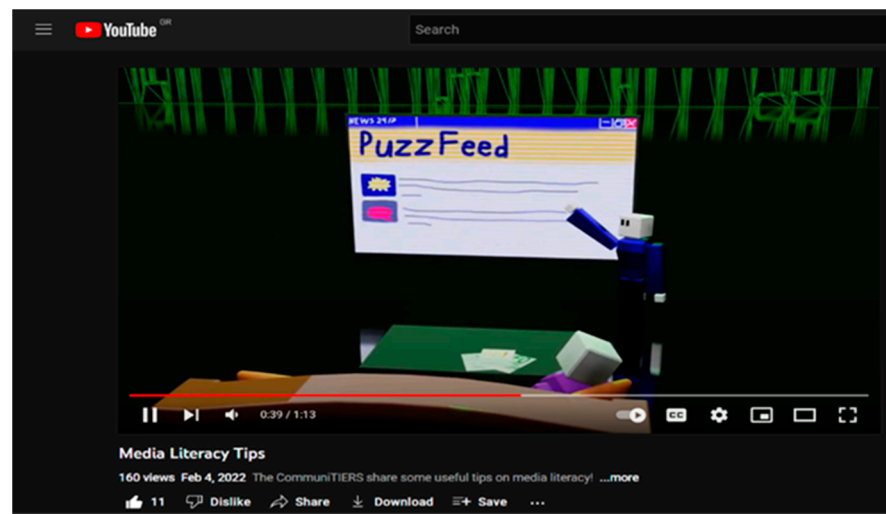 YouTube GR
Search
NEWS 24/7
PuzzFeed
0:39 / 1:13
CC
Media Literacy Tips
160 views Feb 4, 2022 The CommuniTIERS share some useful tips on media literacy! ...more
11 Dislike Share Download Save ...